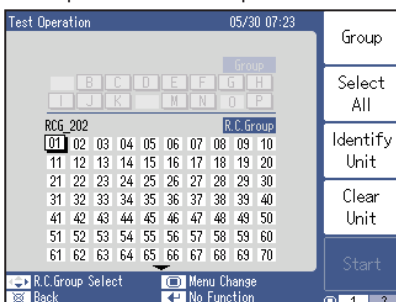 Test Operation 05/30 07:23
Group
B C D E F G H
I J K M N O P
RCG_202 R.C.Group
01 02 03 04 05 06 07 08 09 10
11 12 13 14 15 16 17 18 19 20
21 22 23 24 25 26 27 28 29 30
31 32 33 34 35 36 37 38 39 40
41 42 43 44 45 46 47 48 49 50
51 52 53 54 55 56 57 58 59 60
61 62 63 64 65 66 67 68 69 70
R.C.Group Select Menu Change
Back No Function
Group
Select
All
Identify
Unit
Clear
Unit
Start
1 2